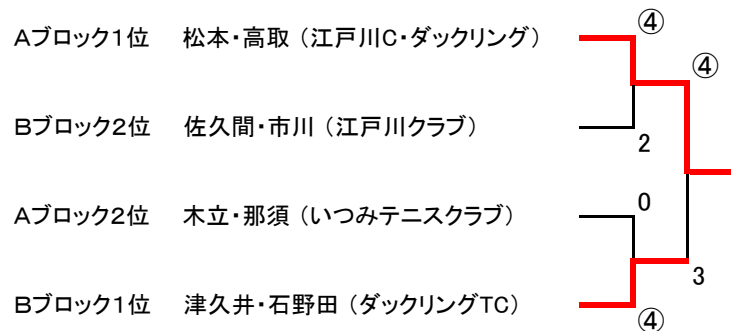 ④
Aブロック1位 松本・高取 (江戸川C・ダックリング)
④
Bブロック2位 佐久間・市川 (江戸川クラブ)
2
Aブロック2位 木立・那須 (いつみテニスクラブ)
0
3
Bブロック1位 津久井・石野田 (ダックリングTC)
④